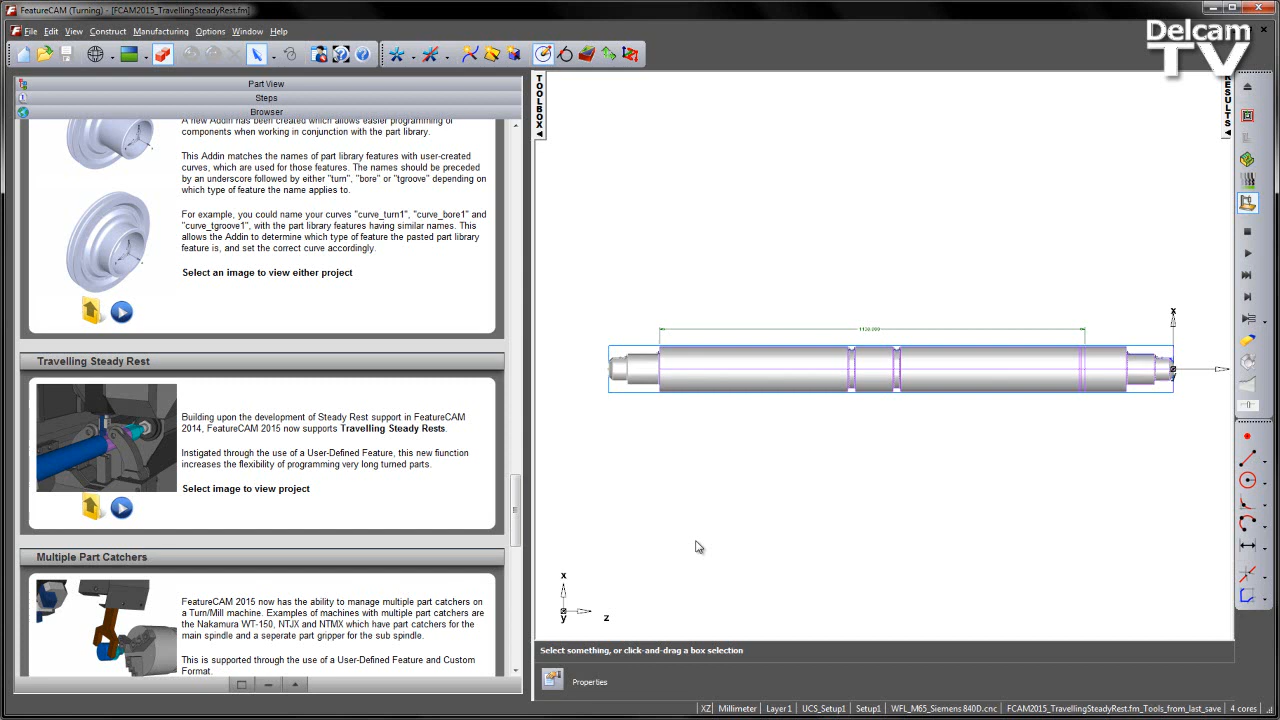 FeatureCAM (Turning) - [FCAM2015_TravellingSteadyRest.fm]
File Edit View Construct Manufacturing Options Window Help
Delcam
TV
Part View
Steps
Browser
A new Addin has been created which allows easier programming of
components when working in conjunction with the part library.
This Addin matches the names of part library features with user-created
curves, which are used for those features. The names should be preceded
by an underscore followed by either "turn", "bore" or "tgroove" depending on
which type of feature the name applies to.
For example, you could name your curves "curve_turn1", "curve_bore1" and
"curve_tgroove1", with the part library features having similar names. This
allows the Addin to determine which type of feature the pasted part library
feature is, and set the correct curve accordingly.
Select an image to view either project
Travelling Steady Rest
Building upon the development of Steady Rest support in FeatureCAM
2014, FeatureCAM 2015 now supports Travelling Steady Rests.
Instigated through the use of a User-Defined Feature, this new function
increases the flexibility of programming very long turned parts.
Select image to view project
Multiple Part Catchers
FeatureCAM 2015 now has the ability to manage multiple part catchers on
a Turn/Mill machine. Examples of machines with multiple part catchers are
the Nakamura WT-150, NTJX and NTMX which have part catchers for the
main spindle and a seperate part gripper for the sub spindle.
This is supported through the use of a User-Defined Feature and Custom
Format.
TOOLBOX
RESULTS
x
x
y
z
Select something, or click-and-drag a box selection
Properties
XZ Millimeter Layer 1 UCS_Setup1 Setup1 WFL_M65_Siemens 840D.cnc FCAM2015_TravellingSteadyRest.fm_Tools_from_last_save 4 cores